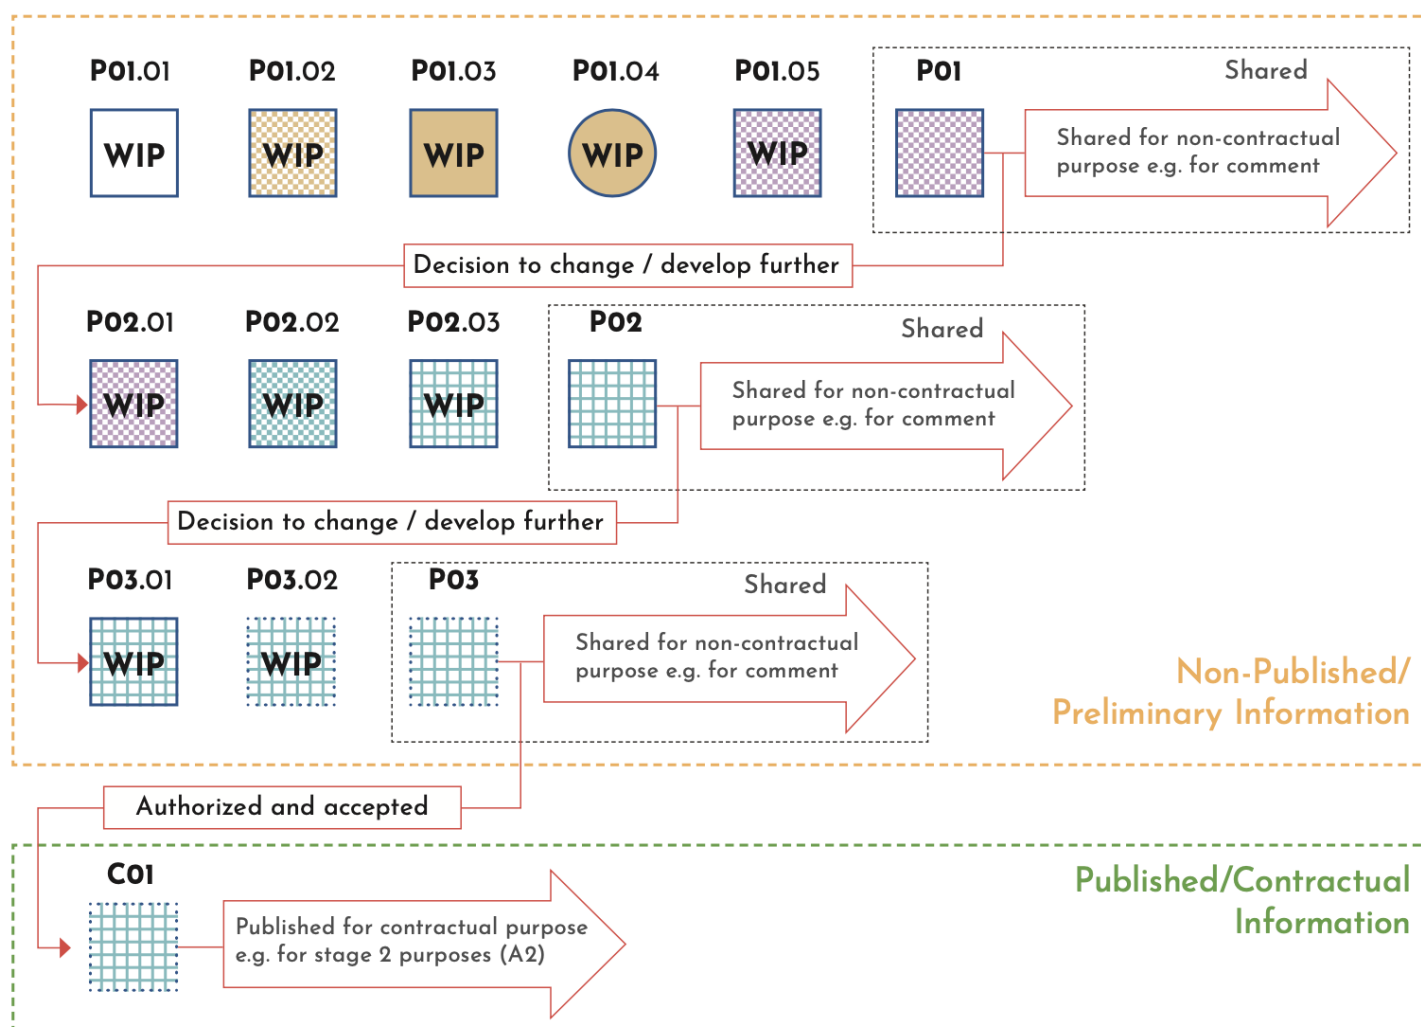 P01.01 P01.02 P01.03 P01.04 P01.05 P01 Shared
WIP WIP WIP WIP WIP
Shared for non-contractual
purpose e.g. for comment
Decision to change / develop further
P02.01 P02.02 P02.03 P02 Shared
WIP WIP WIP
Shared for non-contractual
purpose e.g. for comment
Decision to change / develop further
P03.01 P03.02 P03 Shared
WIP WIP
Shared for non-contractual
purpose e.g. for comment
Non-Published/
Preliminary Information
Authorized and accepted
C01
Published/Contractual
Information
Published for contractual purpose
e.g. for stage 2 purposes (A2)